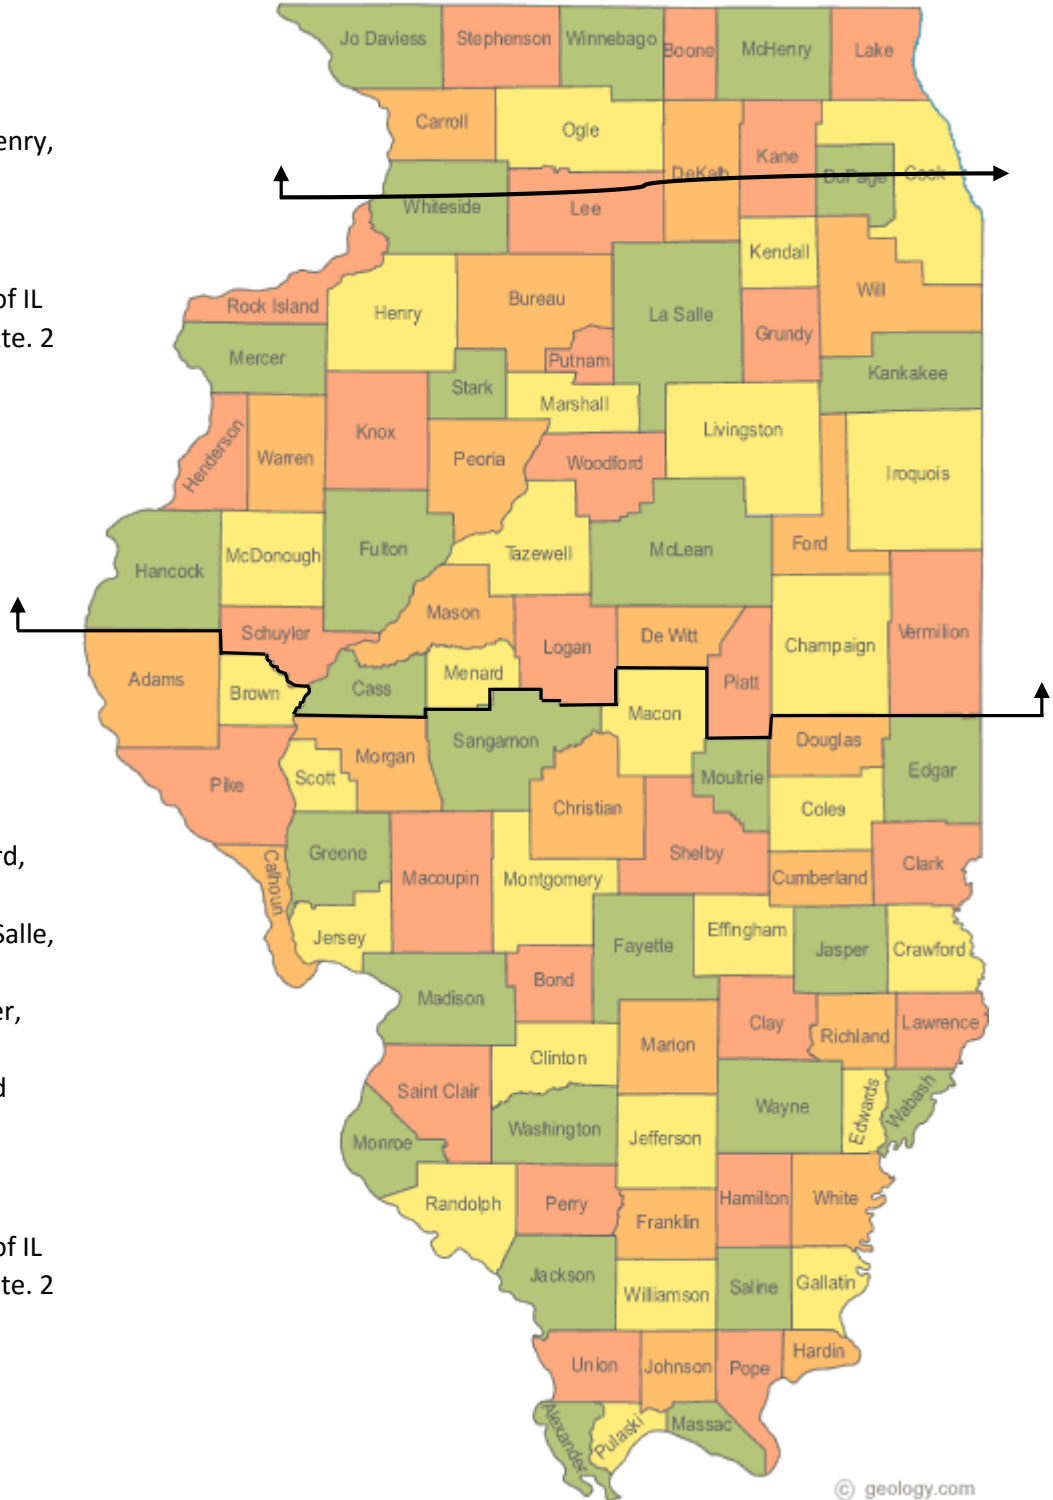 Jo Daviess
Stephenson
Winnebago
Boone
McHenry
Lake
Carroll
Ogle
DeKalb
Kane
DuPage
Cook
enry,
Whiteside
Lee
Kendall
Will
of IL
te. 2
Rock Island
Henry
Bureau
La Salle
Grundy
Mercer
Putnam
Kankakee
Stark
Marshall
Henderson
Warren
Knox
Peoria
Woodford
Livingston
Iroquois
Hancock
McDonough
Fulton
Tazewell
McLean
Ford
Schuyler
Mason
Logan
De Witt
Champaign
Vermilion
Adams
Brown
Cass
Menard
Piatt
Macon
Sangamon
Morgan
Scott
Pike
Christian
Moultrie
Douglas
Edgar
Coles
rd,
Greene
Calhoun
Macoupin
Montgomery
Shelby
Cumberland
Clark
Salle,
Jersey
Fayette
Effingham
Jasper
Crawford
er,
Madison
Bond
Clay
Richland
Lawrence
Marion
Clinton
d
Saint Clair
Monroe
Washington
Jefferson
Wayne
Edwards
Wabash
Randolph
Perry
Franklin
Hamilton
White
of IL
te. 2
Jackson
Williamson
Saline
Gallatin
Union
Johnson
Pope
Hardin
Alexander
Pulaski
Massac
© geology.com